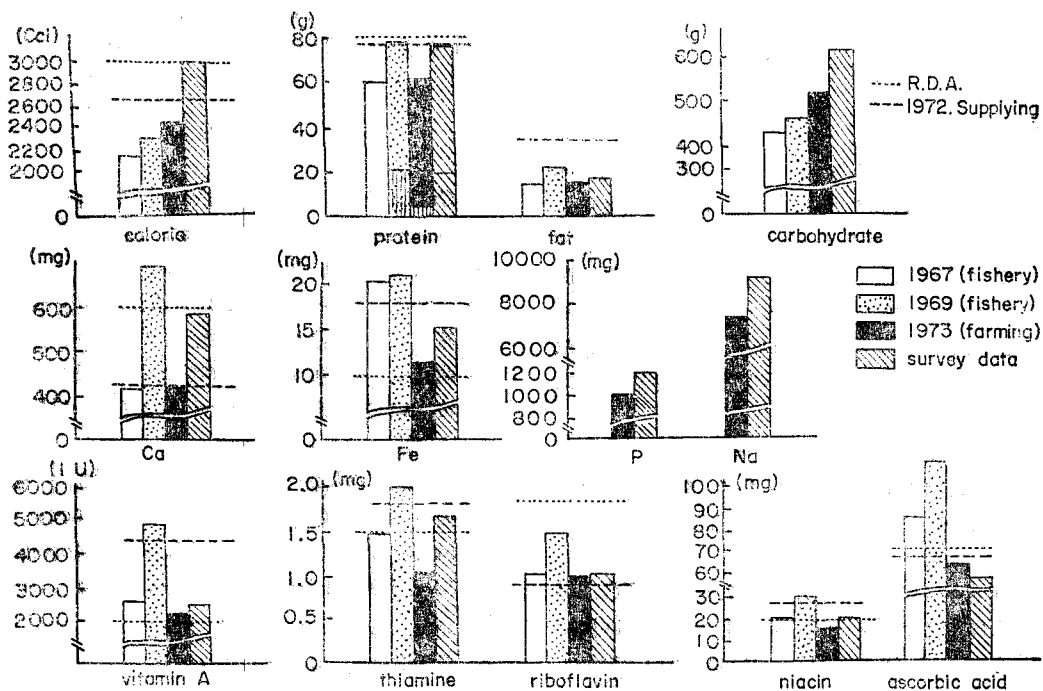 (Ccl)
3000
2800
2600
2400
2200
2000
0
calorie
(g)
80
60
40
20
0
protein
fat
(g)
600
500
400
300
0
carbohydrate
R.D.A.
1972. Supplying
(mg)
600
500
400
0
Ca
(mg)
20
15
10
0
Fe
10000
(mg)
8000
6000
1200
1000
800
0
P
Na
1967 (fishery)
1969 (fishery)
1973 (farming)
survey data
(I U)
6000
5000
3000
2000
0
vitamin A
2.0
(mg)
1.5
1.0
0.5
0
thiamine
riboflavin
100
(mg)
90
80
70
60
30
20
10
0
niacin
ascorbic acid